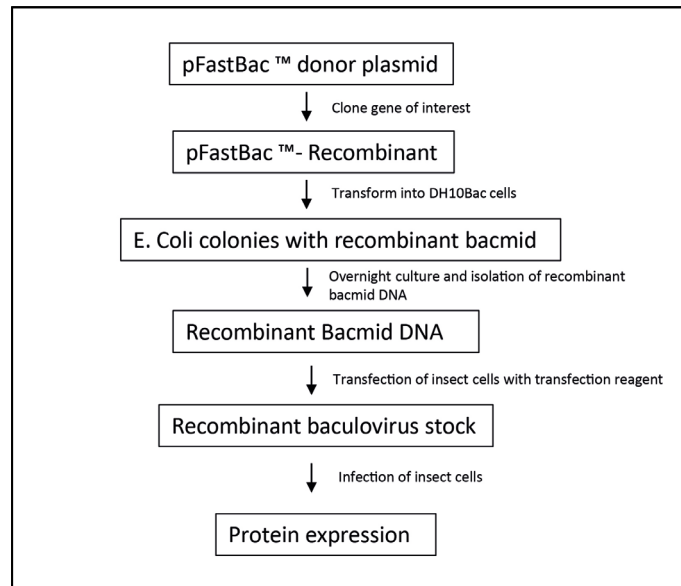 pFastBac ™ donor plasmid
Clone gene of interest
pFastBac ™- Recombinant
Transform into DH10Bac cells
E. Coli colonies with recombinant bacmid
Overnight culture and isolation of recombinant
bacmid DNA
Recombinant Bacmid DNA
Transfection of insect cells with transfection reagent
Recombinant baculovirus stock
Infection of insect cells
Protein expression